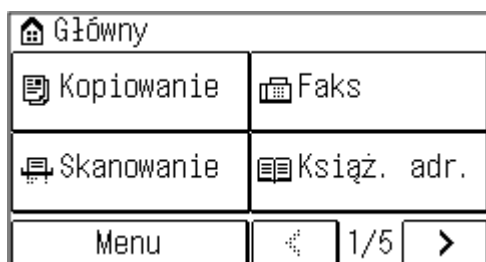 Główny
Kopiowanie
Faks
Skanowanie
Książ. adr.
Menu
1/5